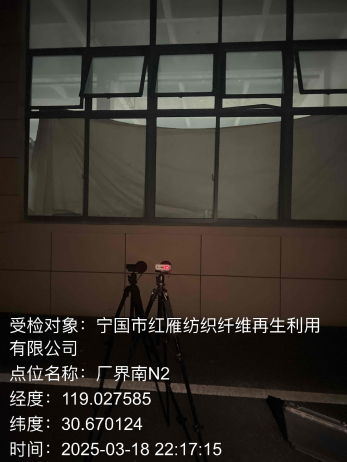 受检对象：宁国市红雁纺织纤维再生利用
有限公司
点位名称：厂界南N2
经度：119.027585
纬度：30.670124
时间：2025-03-18 22:17:15